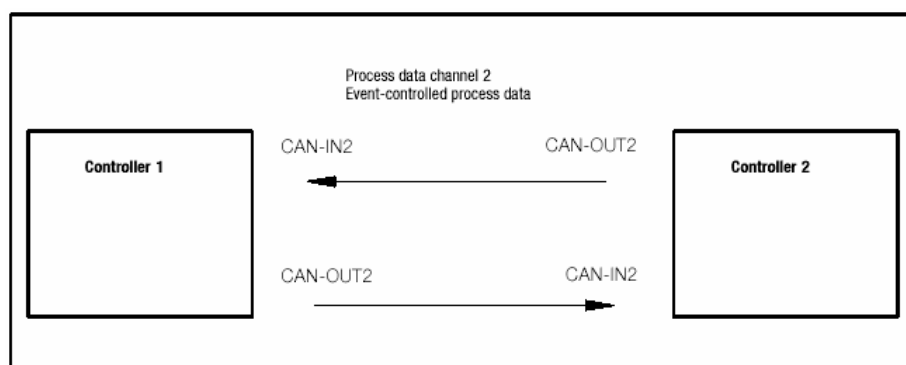 Process data channel 2
Event-controlled process data
Controller 1
CAN-IN2
CAN-OUT2
Controller 2
CAN-OUT2
CAN-IN2